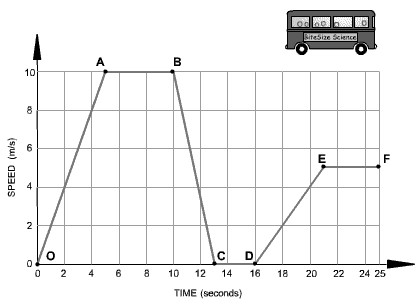 BiteSize Science
A
B
10
8
6
E
F
4
2
O
C
D
0
0 2 4 6 8 10 12 14 16 18 20 22 24 25
SPEED (m/s)
TIME (seconds)